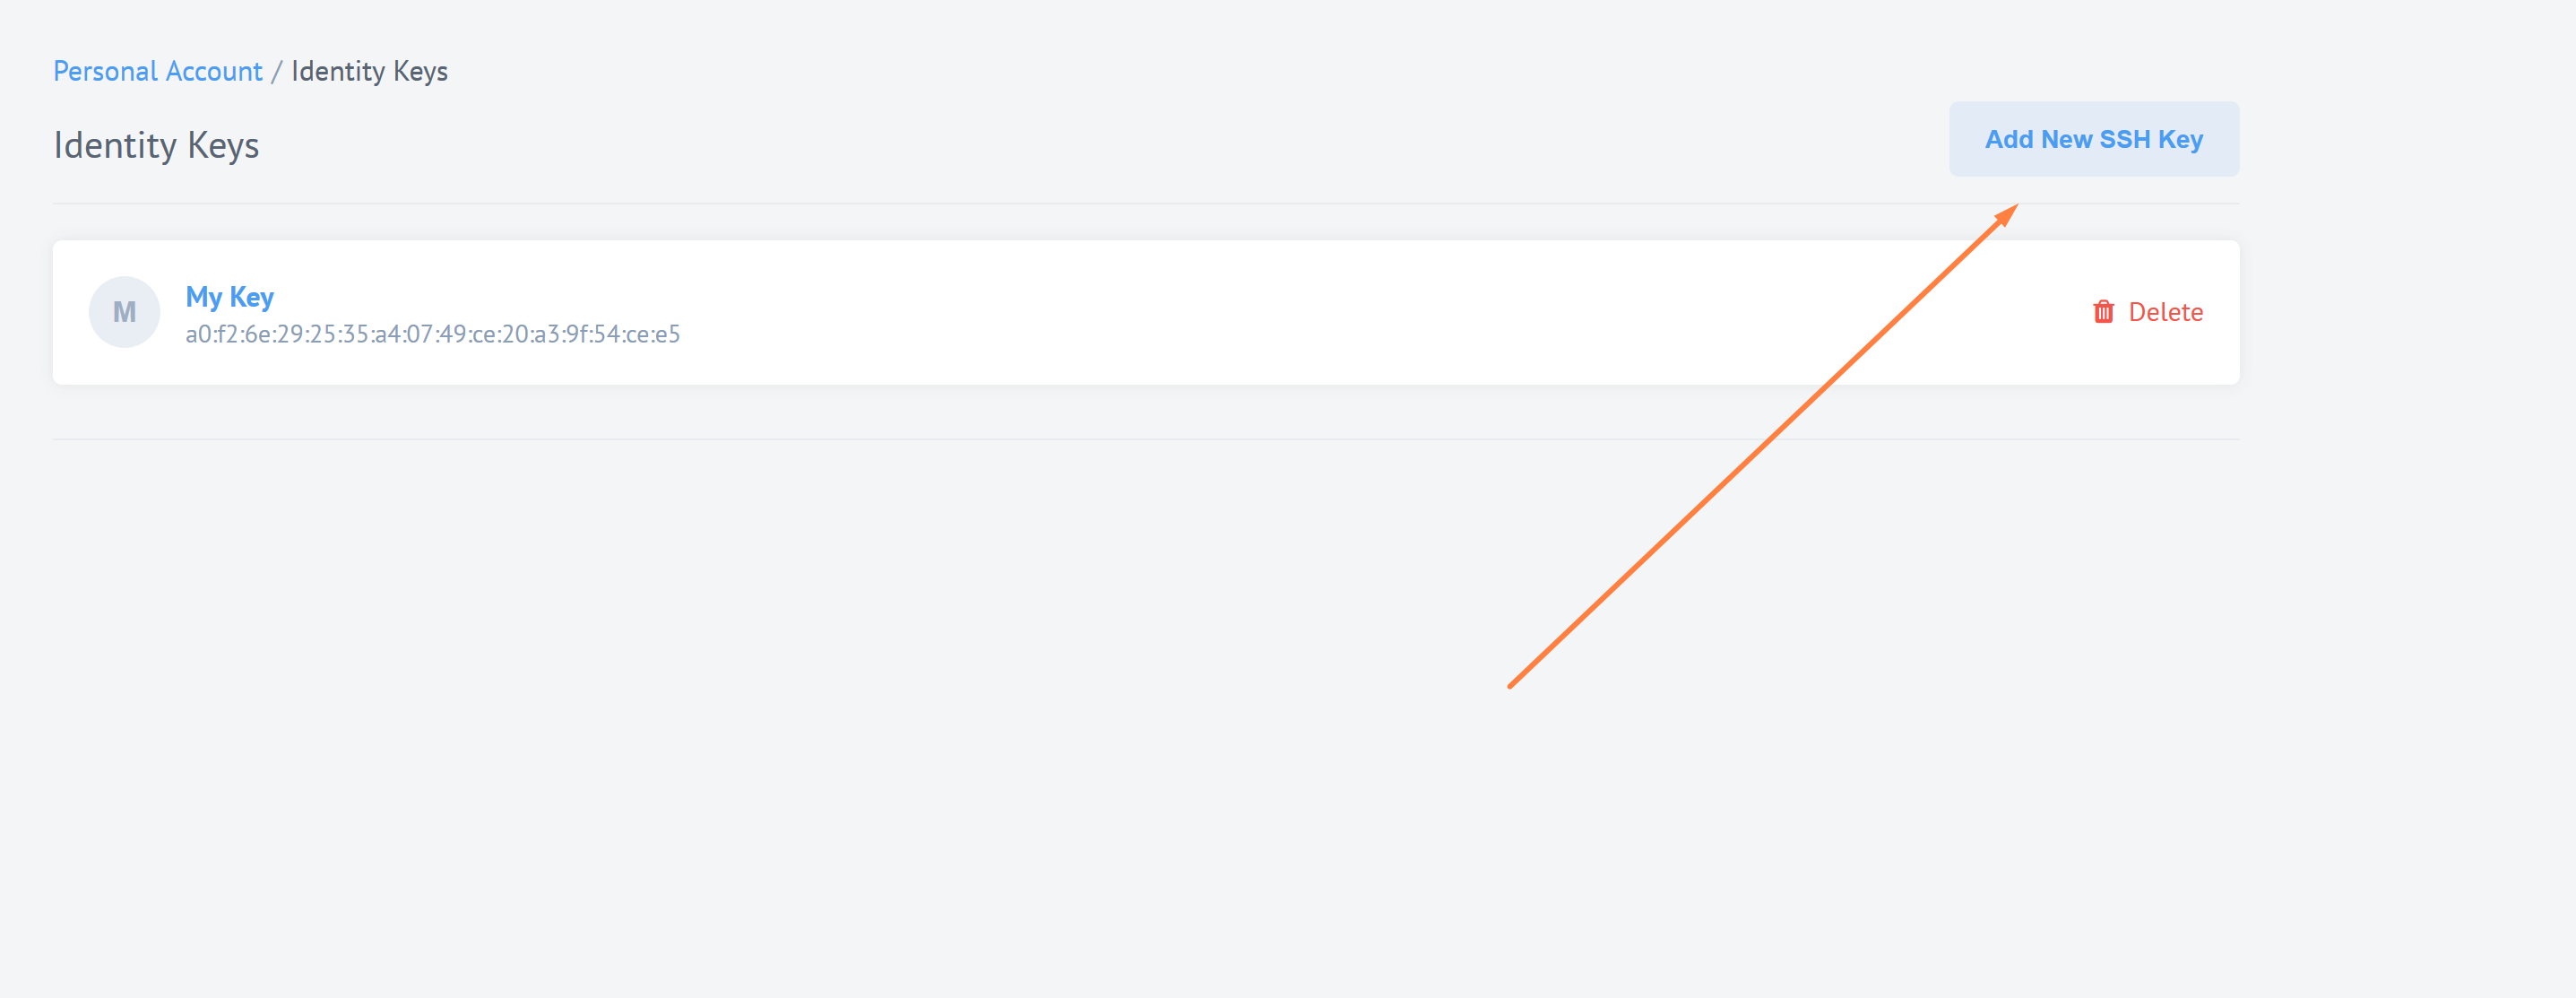 Personal Account / Identity Keys
Identity Keys
Add New SSH Key
M
My Key
a0:f2:6e:29:25:35:a4:07:49:ce:20:a3:9f:54:ce:e5
Delete